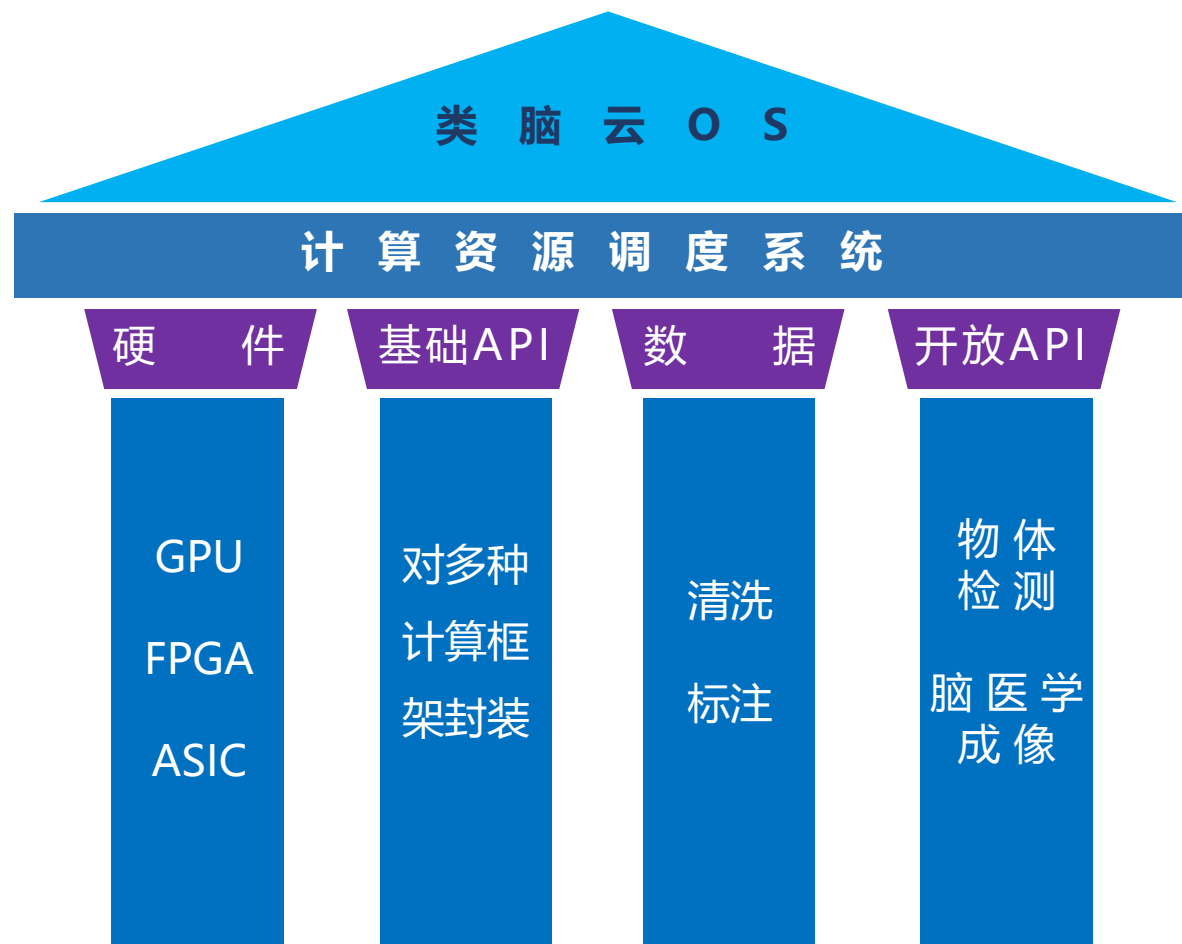 类脑云OS
计算资源调度系统
硬件
基础API
数据
开放API
GPU
FPGA
ASIC
对多种
计算框
架封装
清洗
标注
物体
检测
脑医学
成像